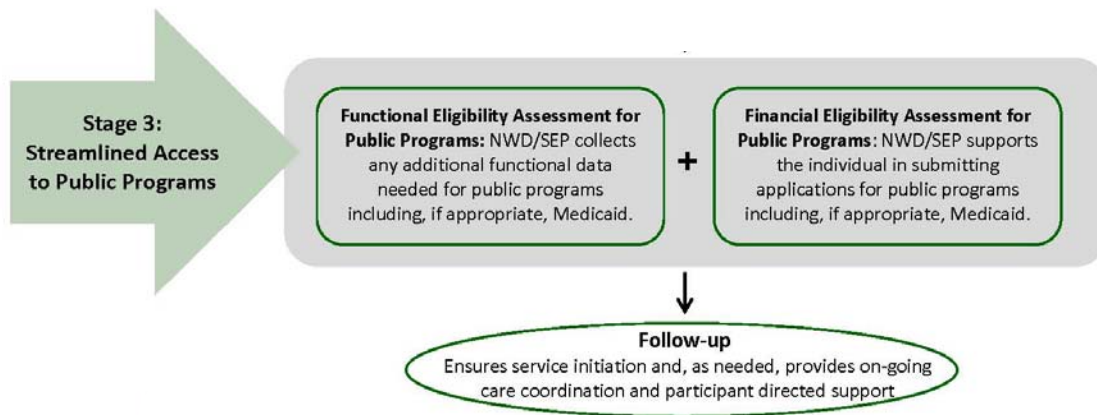 Stage 3:
Streamlined Access
to Public Programs
Functional Eligibility Assessment for
Public Programs: NWD/SEP collects
any additional functional data
needed for public programs
including, if appropriate, Medicaid.
+
Financial Eligibility Assessment for
Public Programs: NWD/SEP supports
the individual in submitting
applications for public programs
including, if appropriate, Medicaid.
Follow-up
Ensures service initiation and, as needed, provides on-going
care coordination and participant directed support